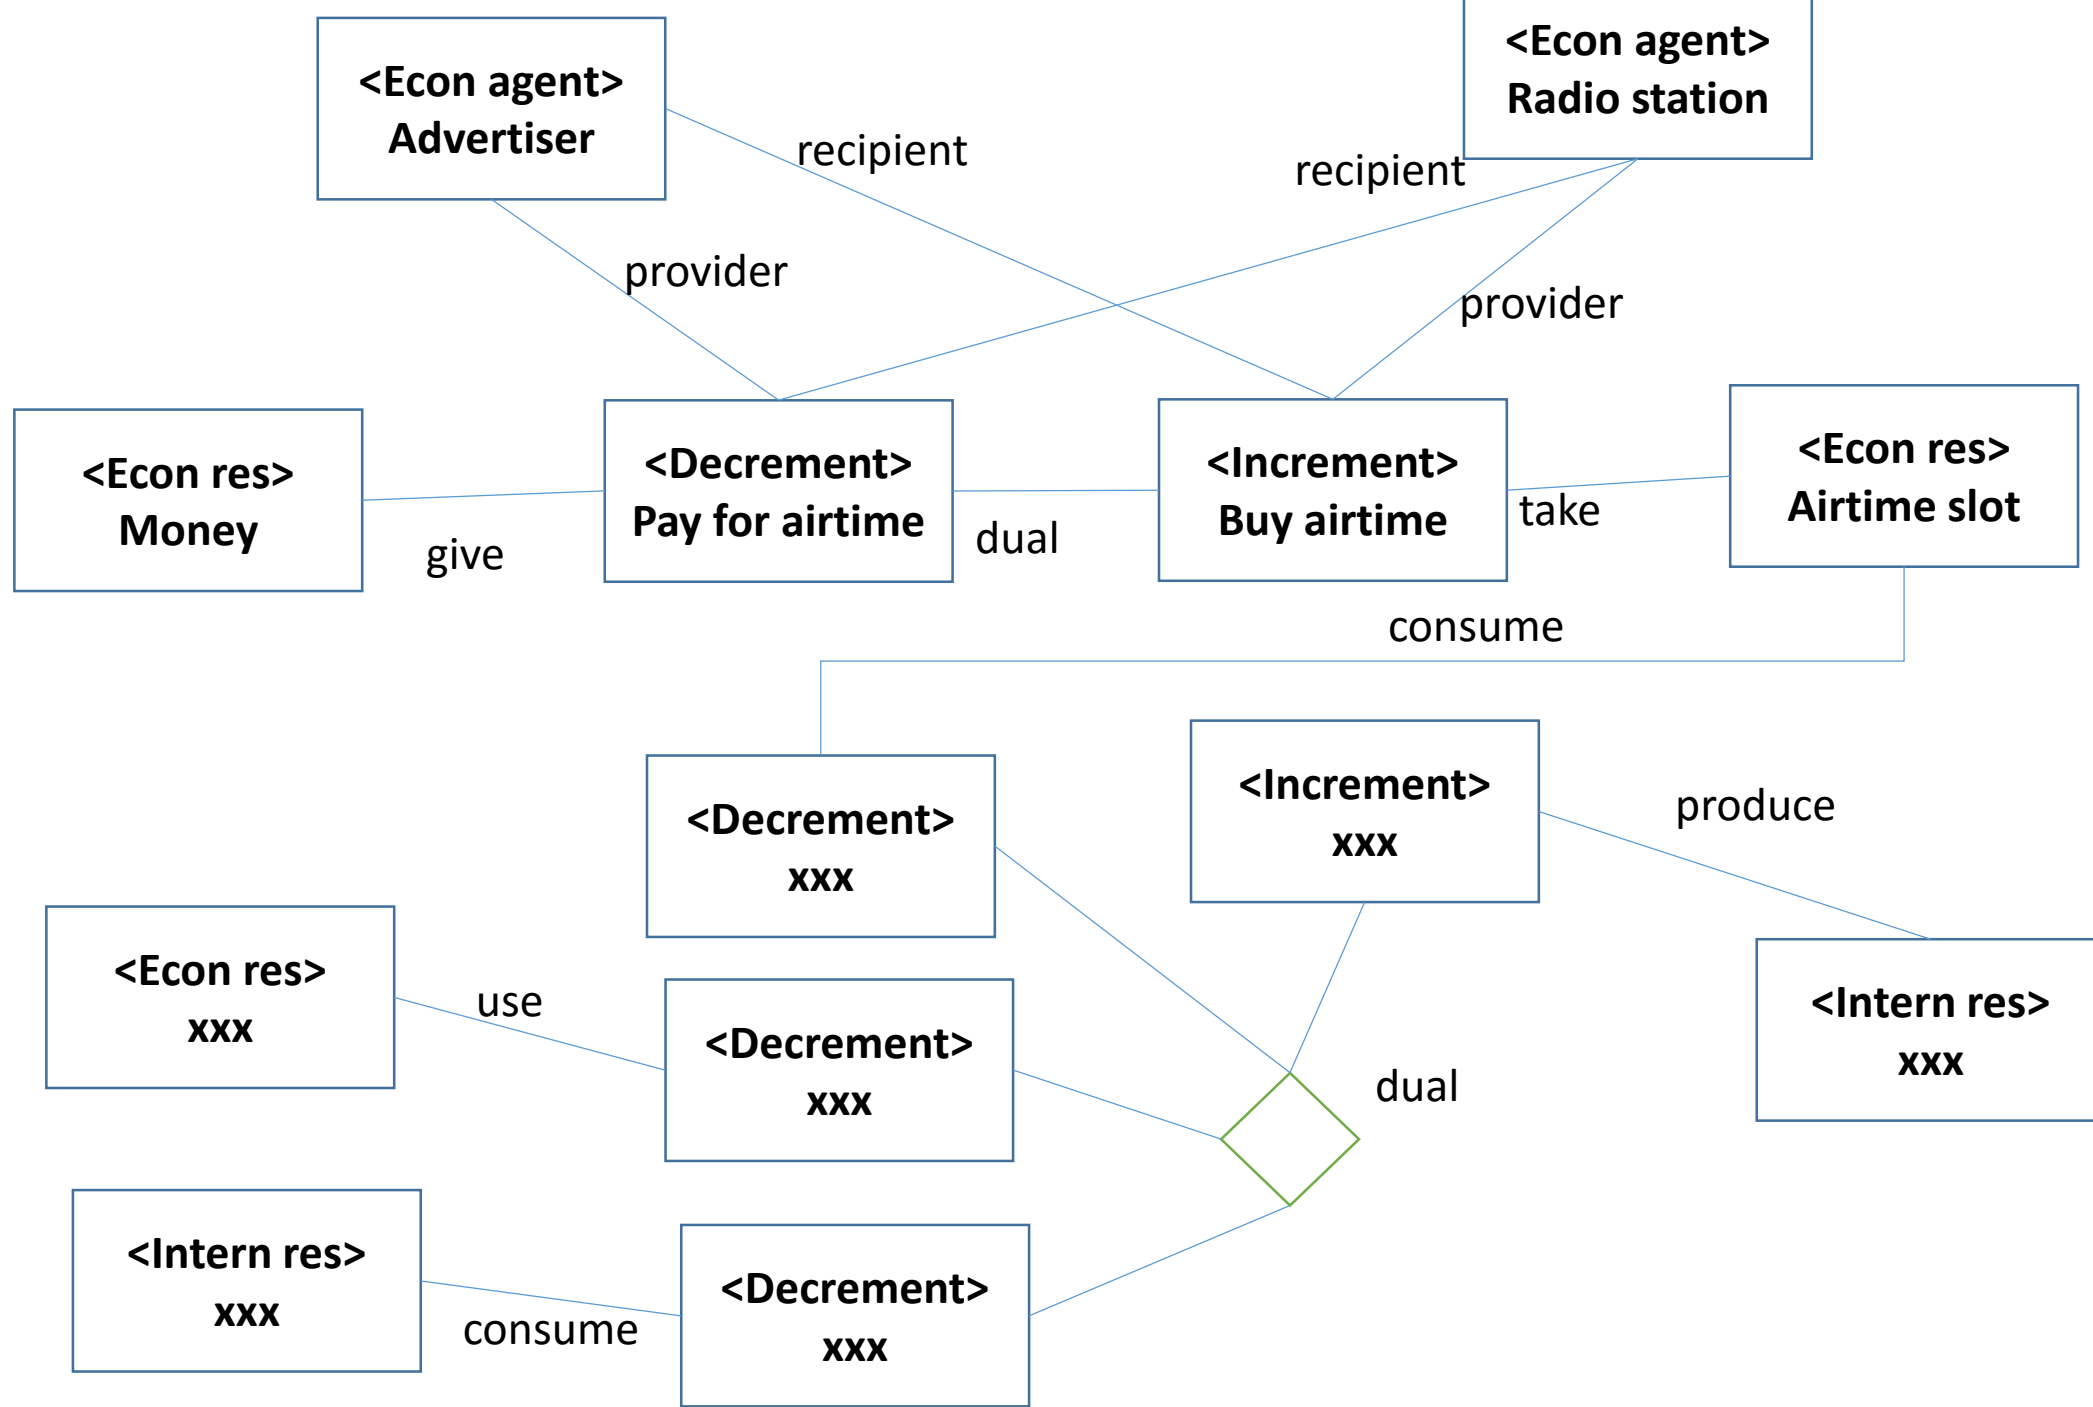 <Econ agent>
Advertiser
<Econ agent>
Radio station
recipient
recipient
provider
provider
<Econ res>
Money
give
<Decrement>
Pay for airtime
dual
<Increment>
Buy airtime
take
<Econ res>
Airtime slot
consume
<Decrement>
xxx
<Increment>
xxx
produce
<Econ res>
xxx
use
<Decrement>
xxx
dual
<Intern res>
xxx
<Intern res>
xxx
consume
<Decrement>
xxx